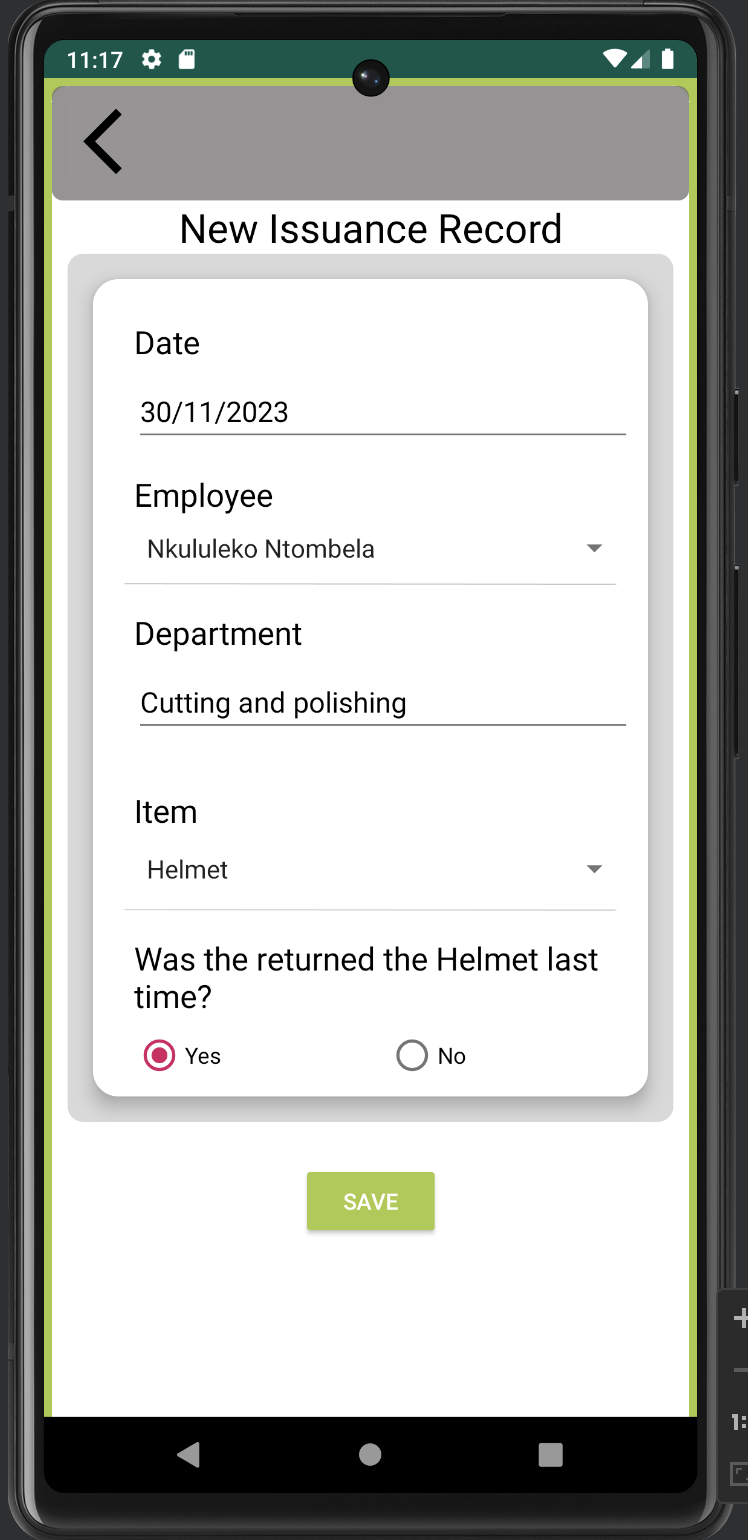 11:17
New Issuance Record
Date
30/11/2023
Employee
Nkululeko Ntombela
Department
Cutting and polishing
Item
Helmet
Was the returned the Helmet last
time?
Yes
No
SAVE
1: